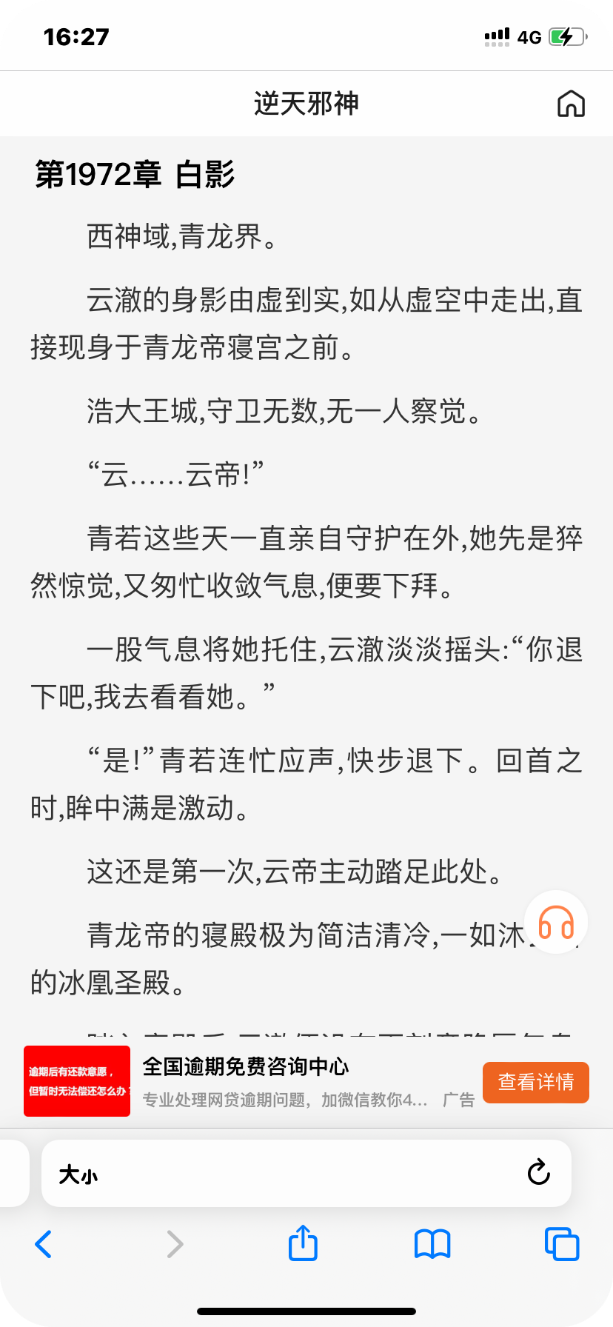 16:27
4G
逆天邪神
第1972章 白影
西神域,青龙界。
云澈的身影由虚到实,如从虚空中走出,直
接现身于青龙帝寝宫之前。
浩大王城,守卫无数,无一人察觉。
“云……云帝!”
青若这些天一直亲自守护在外,她先是猝
然惊觉,又匆忙收敛气息,便要下拜。
一股气息将她托住,云澈淡淡摇头:“你退
下吧,我去看看她。”
“是!”青若连忙应声,快步退下。回首之
时,眸中满是激动。
这还是第一次,云帝主动踏足此处。
青龙帝的寝殿极为简洁清冷,一如沐
的冰凰圣殿。
逾期后有还款意愿,
但暂时无法偿还怎么办
全国逾期免费咨询中心
专业处理网贷逾期问题，加微信教你4...
广告
查看详情
大小